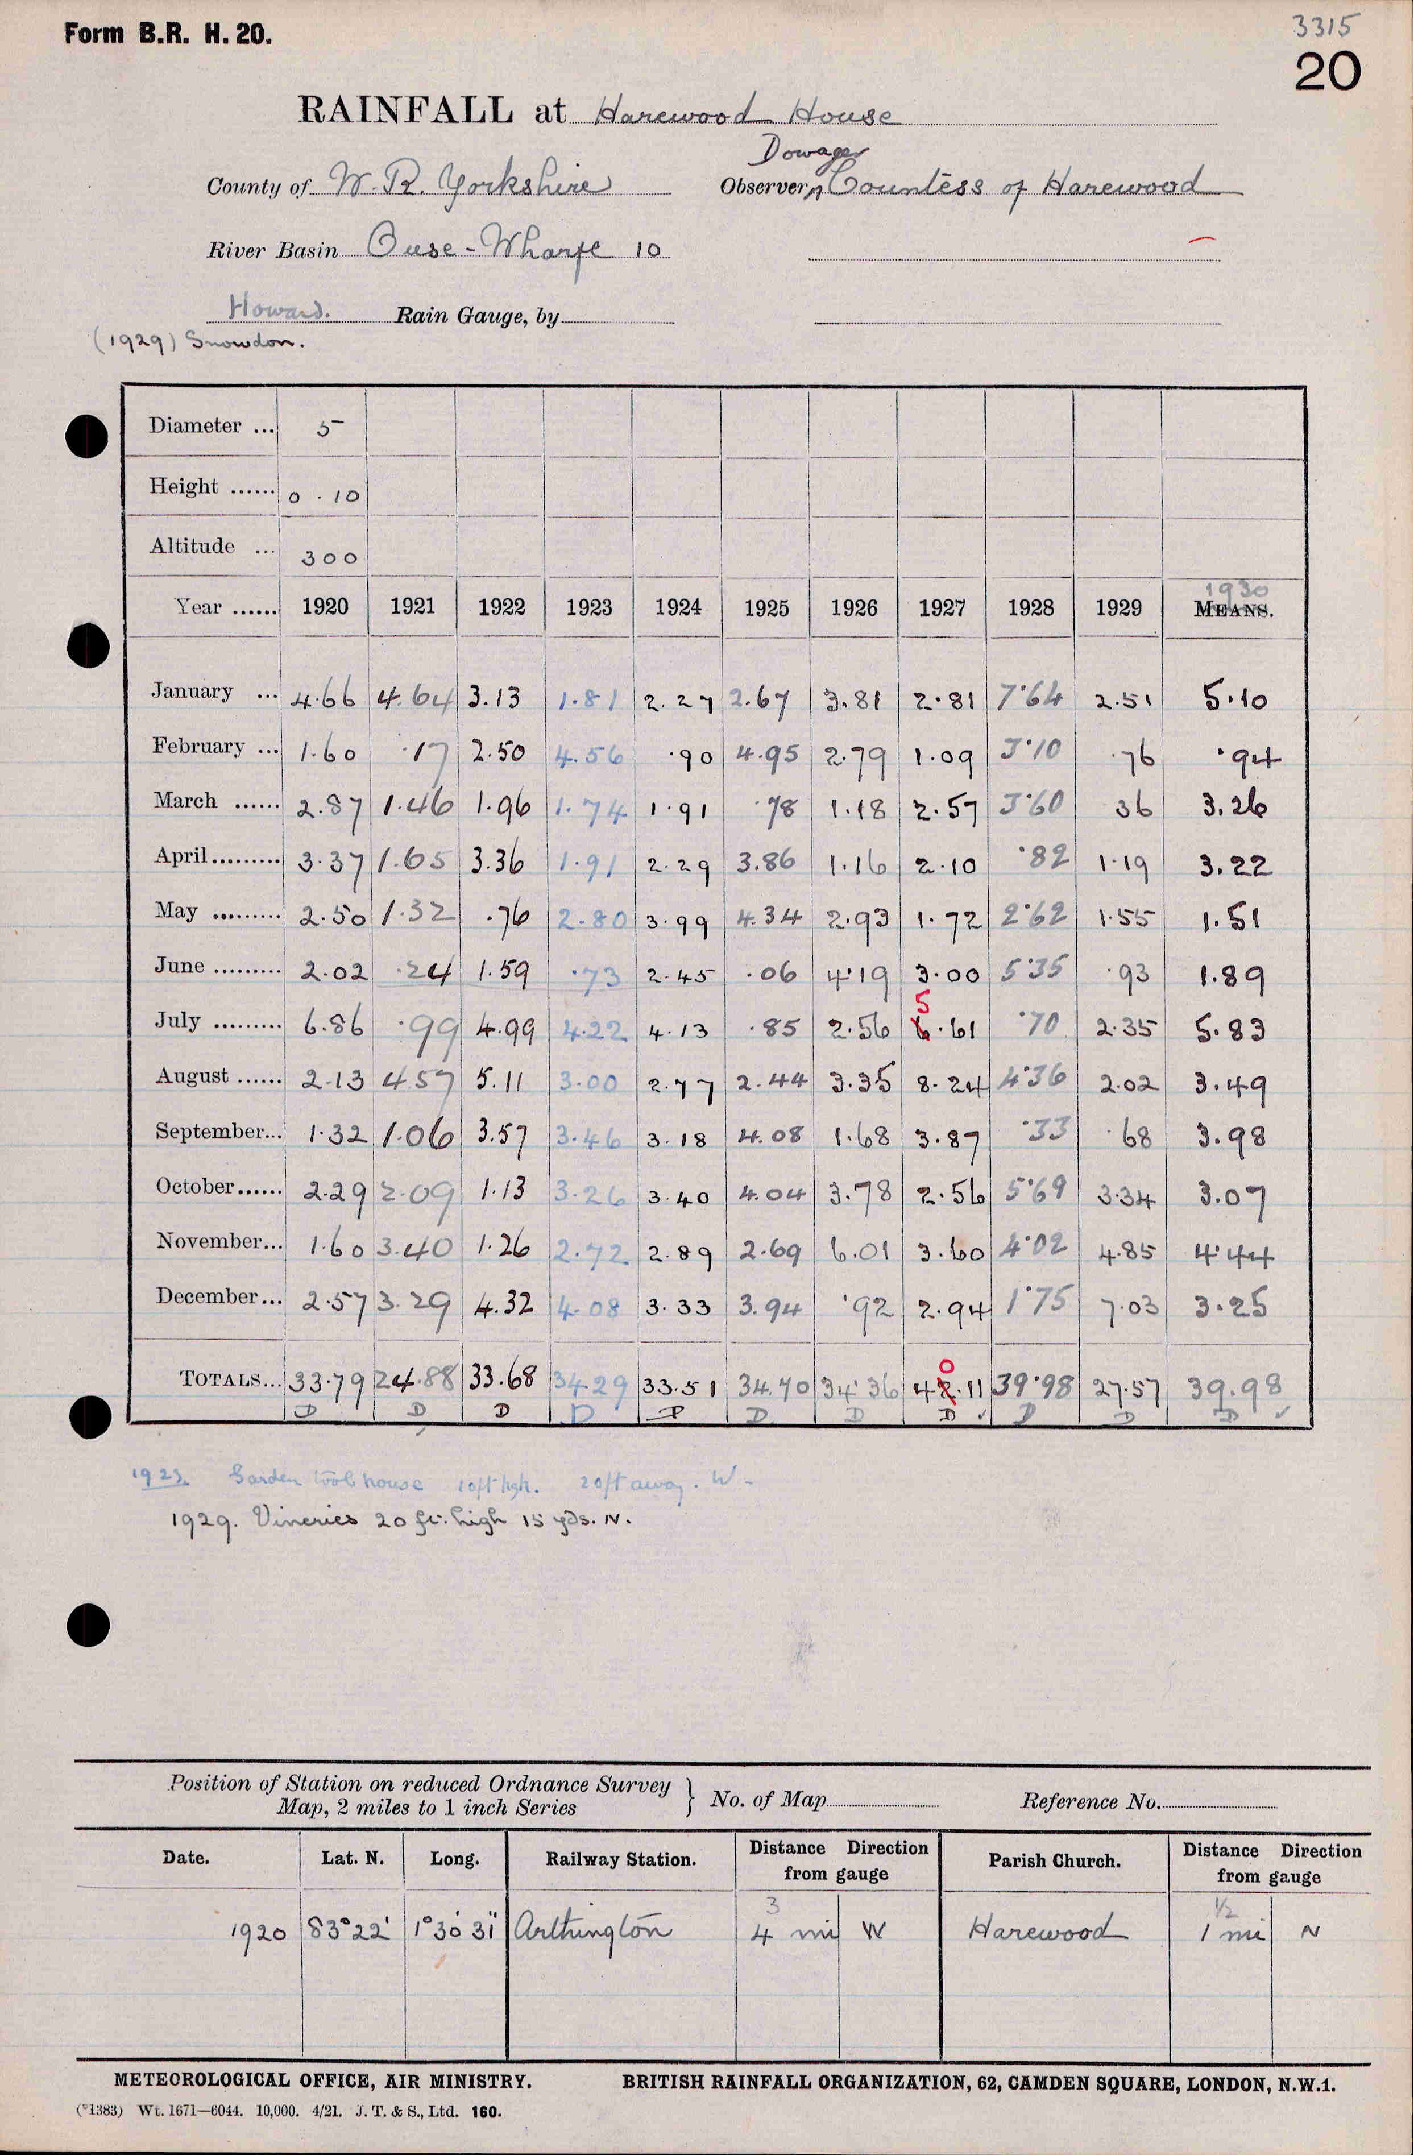 Form B.R. H. 20.
3315
20
RAINFALL at Harewood House
Dowager
County of W. R. Yorkshire Observer ^ Countess of Harewood
River Basin Ouse - Wharfe 10
Howard. Rain Gauge, by
(1929) Snowdon.
Diameter ... 5
Height ...... 0 . 10
Altitude ... 300
1930
Year ...... 1920 1921 1922 1923 1924 1925 1926 1927 1928 1929 MEANS.
January ... 4.66 4.64 3.13 1.81 2.27 2.67 3.81 2.81 7.64 2.51 5.10
February ... 1.60 .17 2.50 4.56 .90 4.95 2.79 1.09 3.10 .76 .94
March ...... 2.87 1.46 1.96 1.74 1.91 .78 1.18 2.57 3.60 36 3.26
April......... 3.37 1.65 3.36 1.91 2.29 3.86 1.16 2.10 .82 1.19 3.22
May ......... 2.50 1.32 .76 2.80 3.99 4.34 2.93 1.72 2.62 1.55 1.51
June ......... 2.02 .24 1.59 .73 2.45 .06 4.19 3.00 5.35 .93 1.89
5
July ......... 6.86 .99 4.99 4.22 4.13 .85 2.56 6.61 .70 2.35 5.83
August ...... 2.13 4.57 5.11 3.00 2.77 2.44 3.35 8.24 4.36 2.02 3.49
September... 1.32 1.06 3.57 3.46 3.18 4.08 1.68 3.87 .33 .68 3.98
October...... 2.29 2.09 1.13 3.26 3.40 4.04 3.78 2.56 5.69 3.34 3.07
November... 1.60 3.40 1.26 2.72 2.89 2.69 6.01 3.60 4.02 4.85 4.44
December... 2.57 3.29 4.32 4.08 3.33 3.94 .92 2.94 1.75 7.03 3.25
0
TOTALS... 33.79 24.88 33.68 34.29 33.51 34.70 34.36 42.11 39.98 27.57 39.98
D D D D D D D D ✓ D D D ✓
1923. Garden tool house 10ft hgh. 20ft away. W -
1929. Vineries 20 ft. high 15 yds. N.
Position of Station on reduced Ordnance Survey
Map, 2 miles to 1 inch Series } No. of Map Reference No.
Date. Lat. N. Long. Railway Station. Distance Direction from gauge Parish Church. Distance Direction from gauge
3 ½
1920 53°22' 1°30'31" Arthington 4 mi W Harewood 1 mi N
METEOROLOGICAL OFFICE, AIR MINISTRY. BRITISH RAINFALL ORGANIZATION, 62, CAMDEN SQUARE, LONDON, N.W.1.
(*1383) Wt. 1671—6044. 10,000. 4/21. J. T. & S., Ltd. 160.